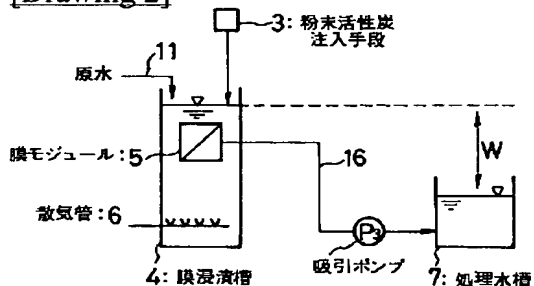 [Drawing 2]
3: 粉末活性炭
注入手段
11
原水
膜モジュール: 5
16
W
散気管: 6
P3
4: 膜浸漬槽
吸引ポンプ
7: 処理水槽